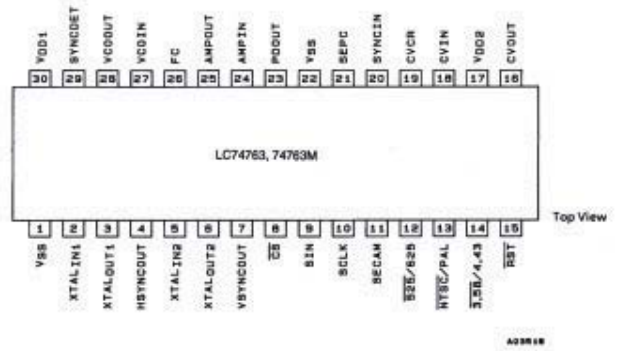 VDD1 SYNCDET VCOOUT VCOIN FC AMPOUT AMPIN PDOUT VSS SEPC SYNCIN CVCR CVIN VDD2 CVOUT
30 29 28 27 26 25 24 23 22 21 20 19 18 17 16
LC74763, 74763M
Top View
1 2 3 4 5 6 7 8 9 10 11 12 13 14 15
VSS XTALIN1 XTALOUT1 HSYNCOUT XTALIN2 XTALOUT2 VSYNCOUT CS SIN SCLK SECAM 525/625 NTSC/PAL 3.58/4.43 RST